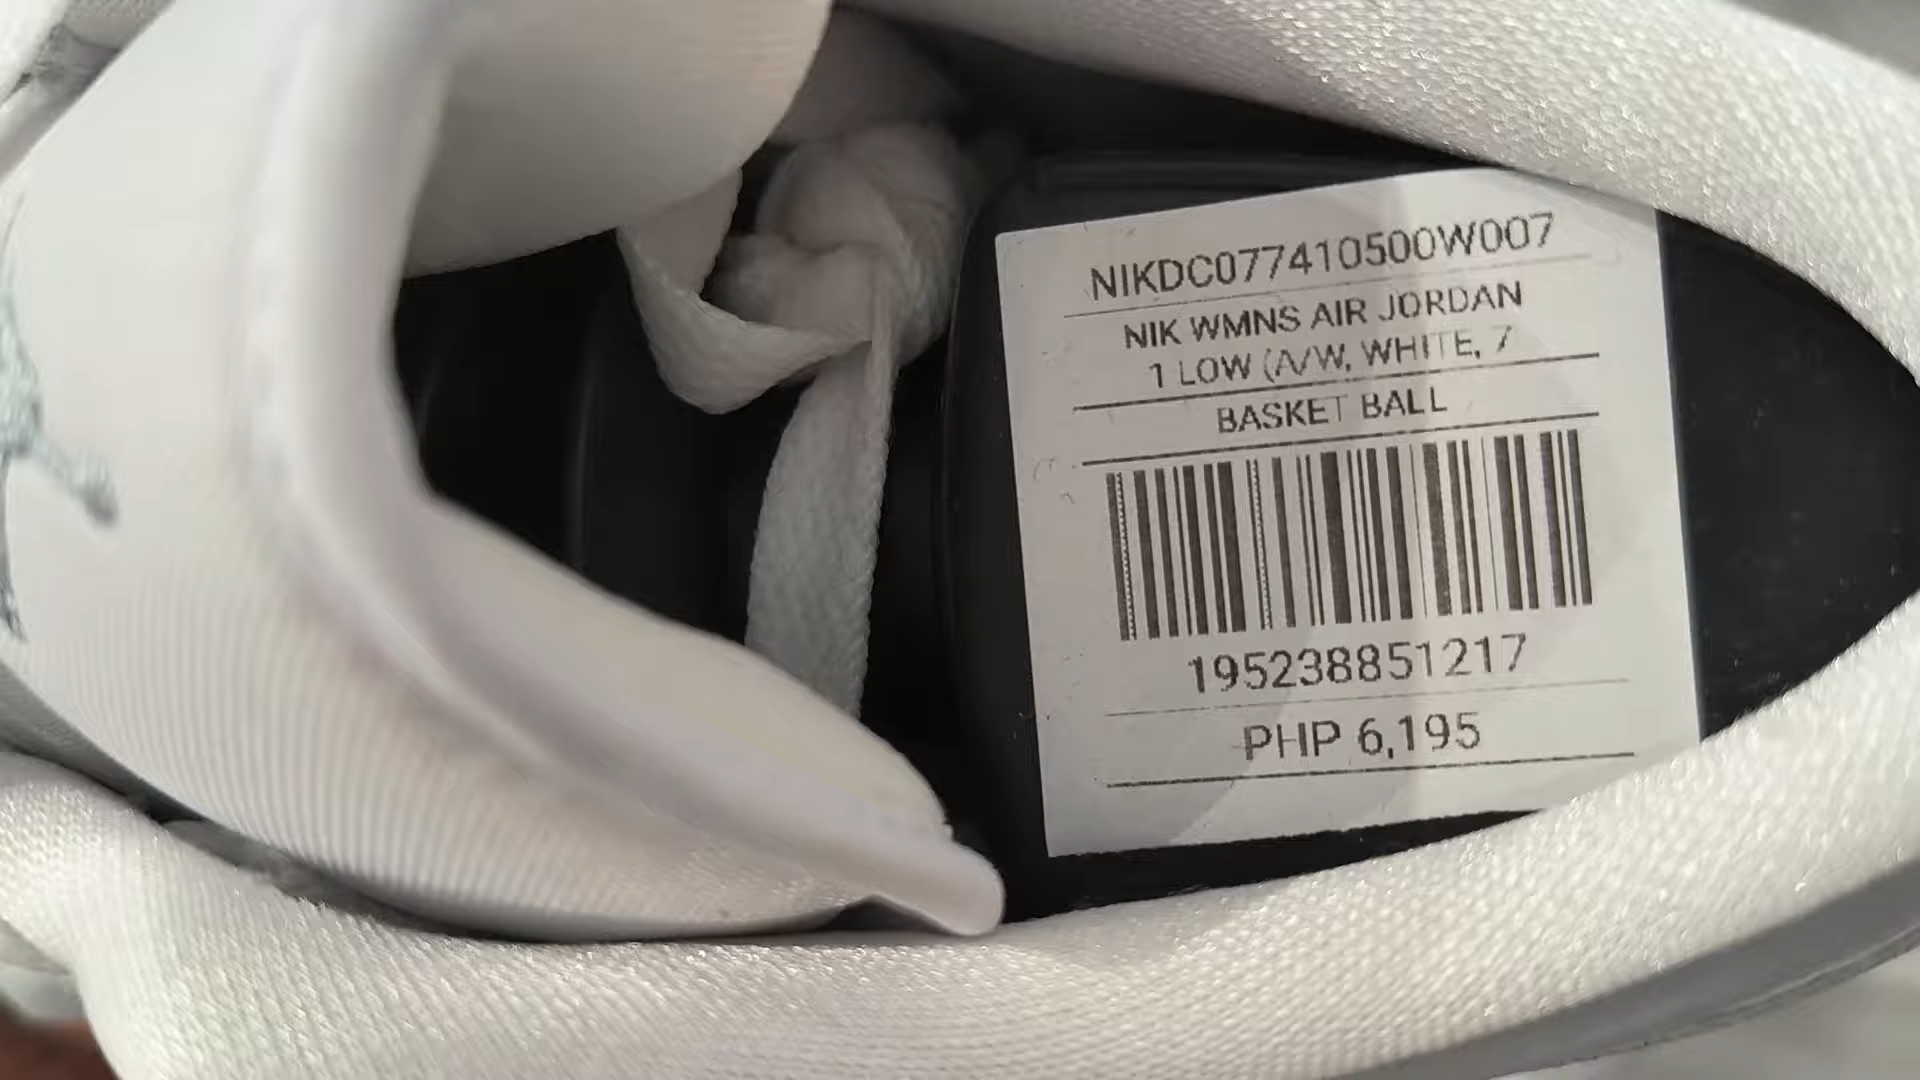 NIKDC077410500W007
NIK WMNS AIR JORDAN
1 LOW (A/W, WHITE, 7
BASKET BALL
195238851217
PHP 6,195